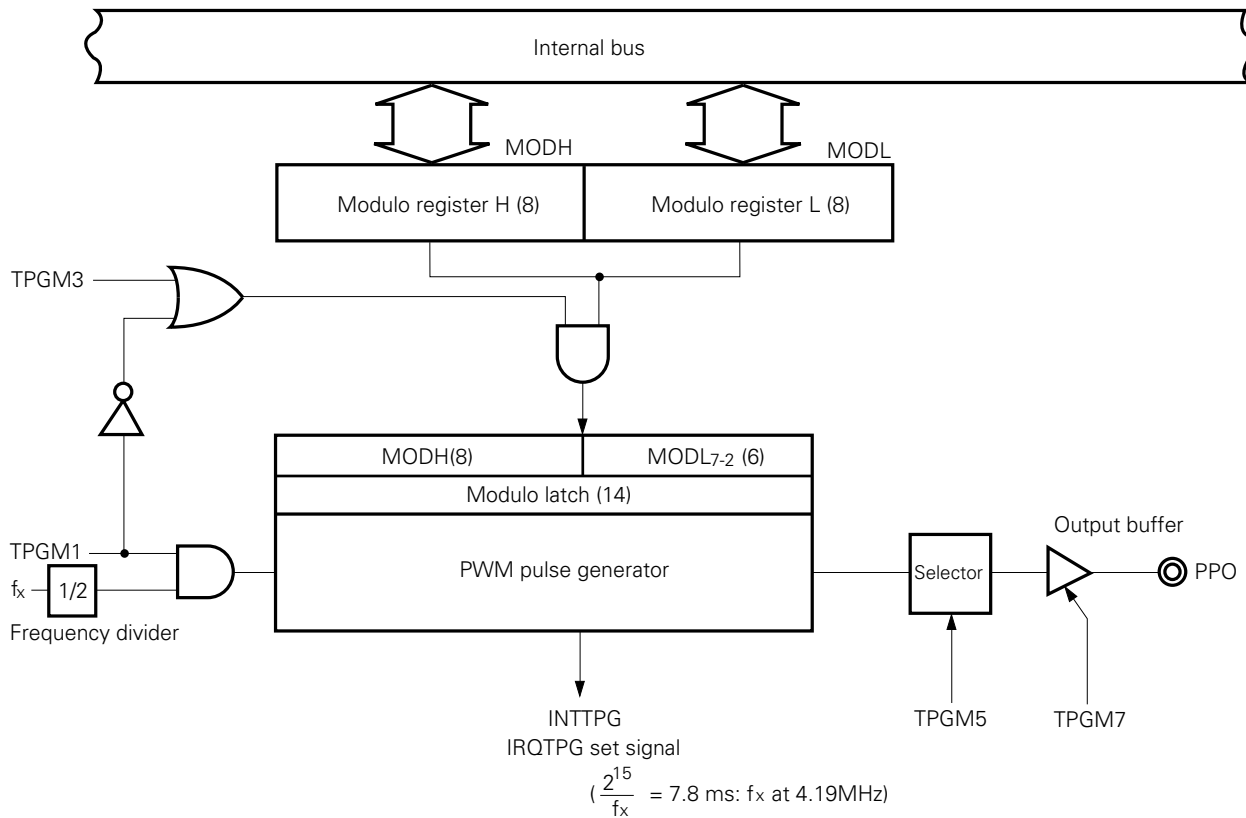 Internal bus
MODH
MODL
Modulo register H (8)
Modulo register L (8)
TPGM3
MODH(8)
MODL7-2 (6)
Modulo latch (14)
TPGM1
PWM pulse generator
fx
1/2
Frequency divider
Selector
Output buffer
PPO
INTTPG
IRQTPG set signal
TPGM5
TPGM7
( 2^15 / fx = 7.8 ms: fx at 4.19MHz)